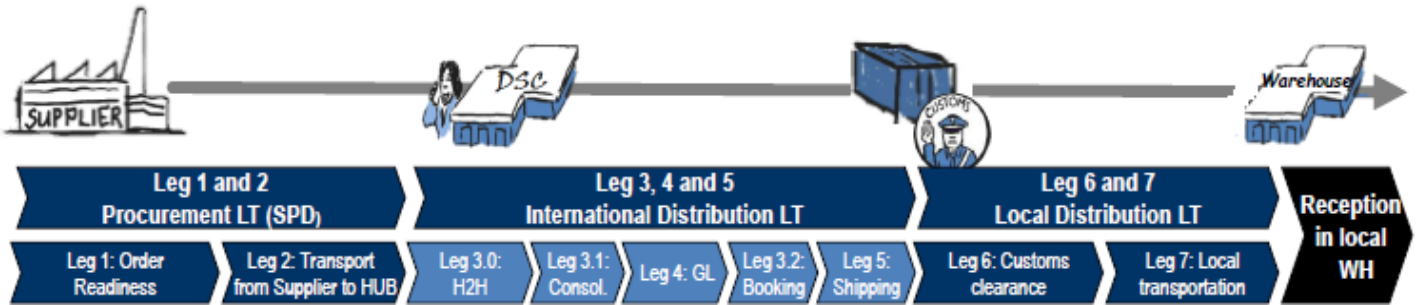 SUPPLIER
DSC
CUSTOMS
Warehouse
Leg 1 and 2
Procurement LT (SPD)
Leg 3, 4 and 5
International Distribution LT
Leg 6 and 7
Local Distribution LT
Reception
in local
WH
Leg 1: Order
Readiness
Leg 2: Transport
from Supplier to HUB
Leg 3.0:
H2H
Leg 3.1:
Consol.
Leg 4: GL
Leg 3.2:
Booking
Leg 5:
Shipping
Leg 6: Customs
clearance
Leg 7: Local
transportation